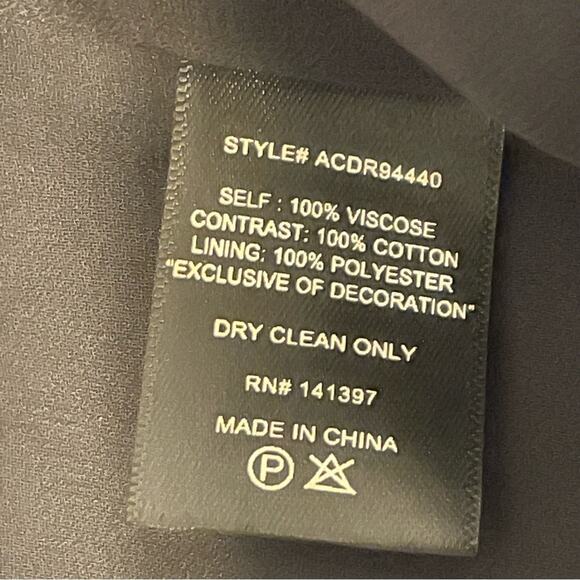 STYLE# ACDR94440
SELF : 100% VISCOSE
CONTRAST: 100% COTTON
LINING: 100% POLYESTER
"EXCLUSIVE OF DECORATION"
DRY CLEAN ONLY
RN# 141397
MADE IN CHINA
P